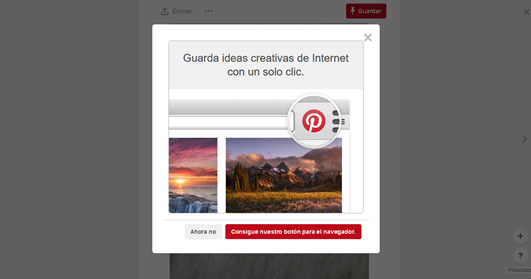 Enviar
Guardar
Guarda ideas creativas de Internet
con un solo clic.
Ahora no
Consigue nuestro botón para el navegador.
Privacidad